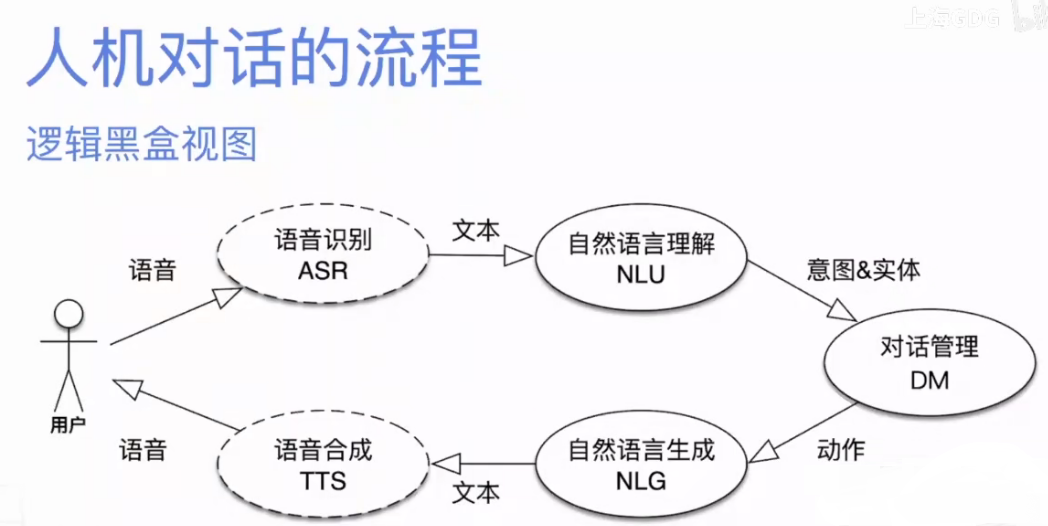 上海GDG
人机对话的流程
逻辑黑盒视图
语音
语音识别
ASR
文本
自然语言理解
NLU
意图&实体
对话管理
DM
动作
自然语言生成
NLG
文本
语音合成
TTS
语音
用户